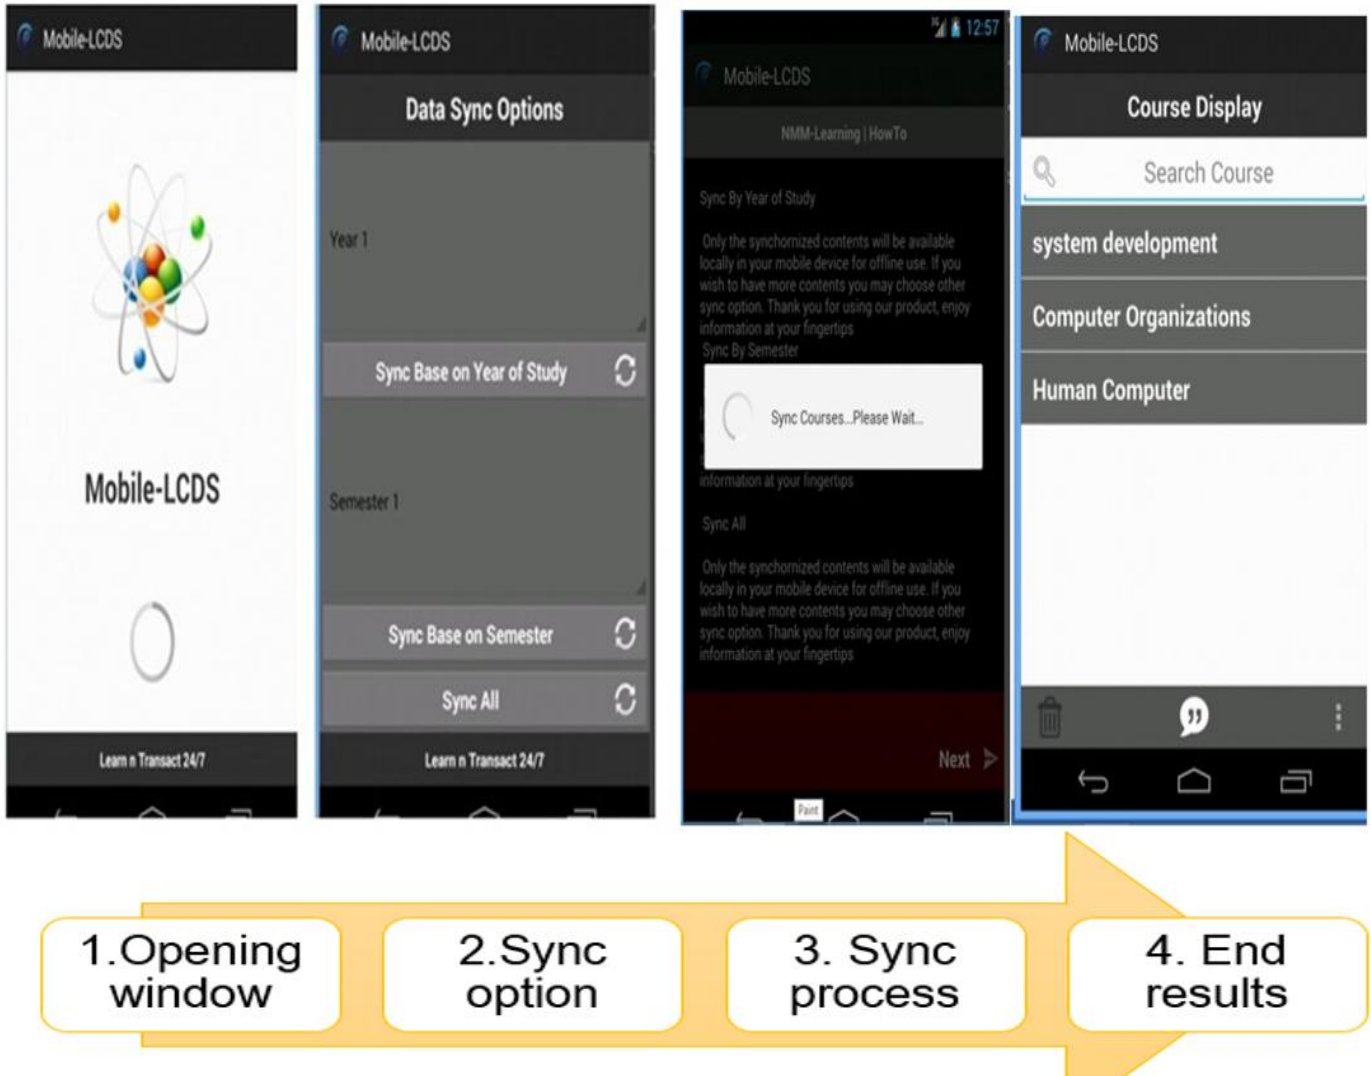 Mobile-LCDS
Mobile-LCDS
Learn n Transact 24/7
Mobile-LCDS
Data Sync Options
Year 1
Sync Base on Year of Study
Semester 1
Sync Base on Semester
Sync All
Learn n Transact 24/7
3G 12:57
Mobile-LCDS
NMM-Learning | HowTo
Sync By Year of Study
Only the synchornized contents will be available
locally in your mobile device for offline use. If you
wish to have more contents you may choose other
sync option. Thank you for using our product, enjoy
information at your fingertips
Sync By Semester
Sync Courses...Please Wait...
information at your fingertips
Sync All
Only the synchornized contents will be available
locally in your mobile device for offline use. If you
wish to have more contents you may choose other
sync option. Thank you for using our product, enjoy
information at your fingertips
Next
Paint
Mobile-LCDS
Course Display
Search Course
system development
Computer Organizations
Human Computer
1.Opening
window
2.Sync
option
3. Sync
process
4. End
results